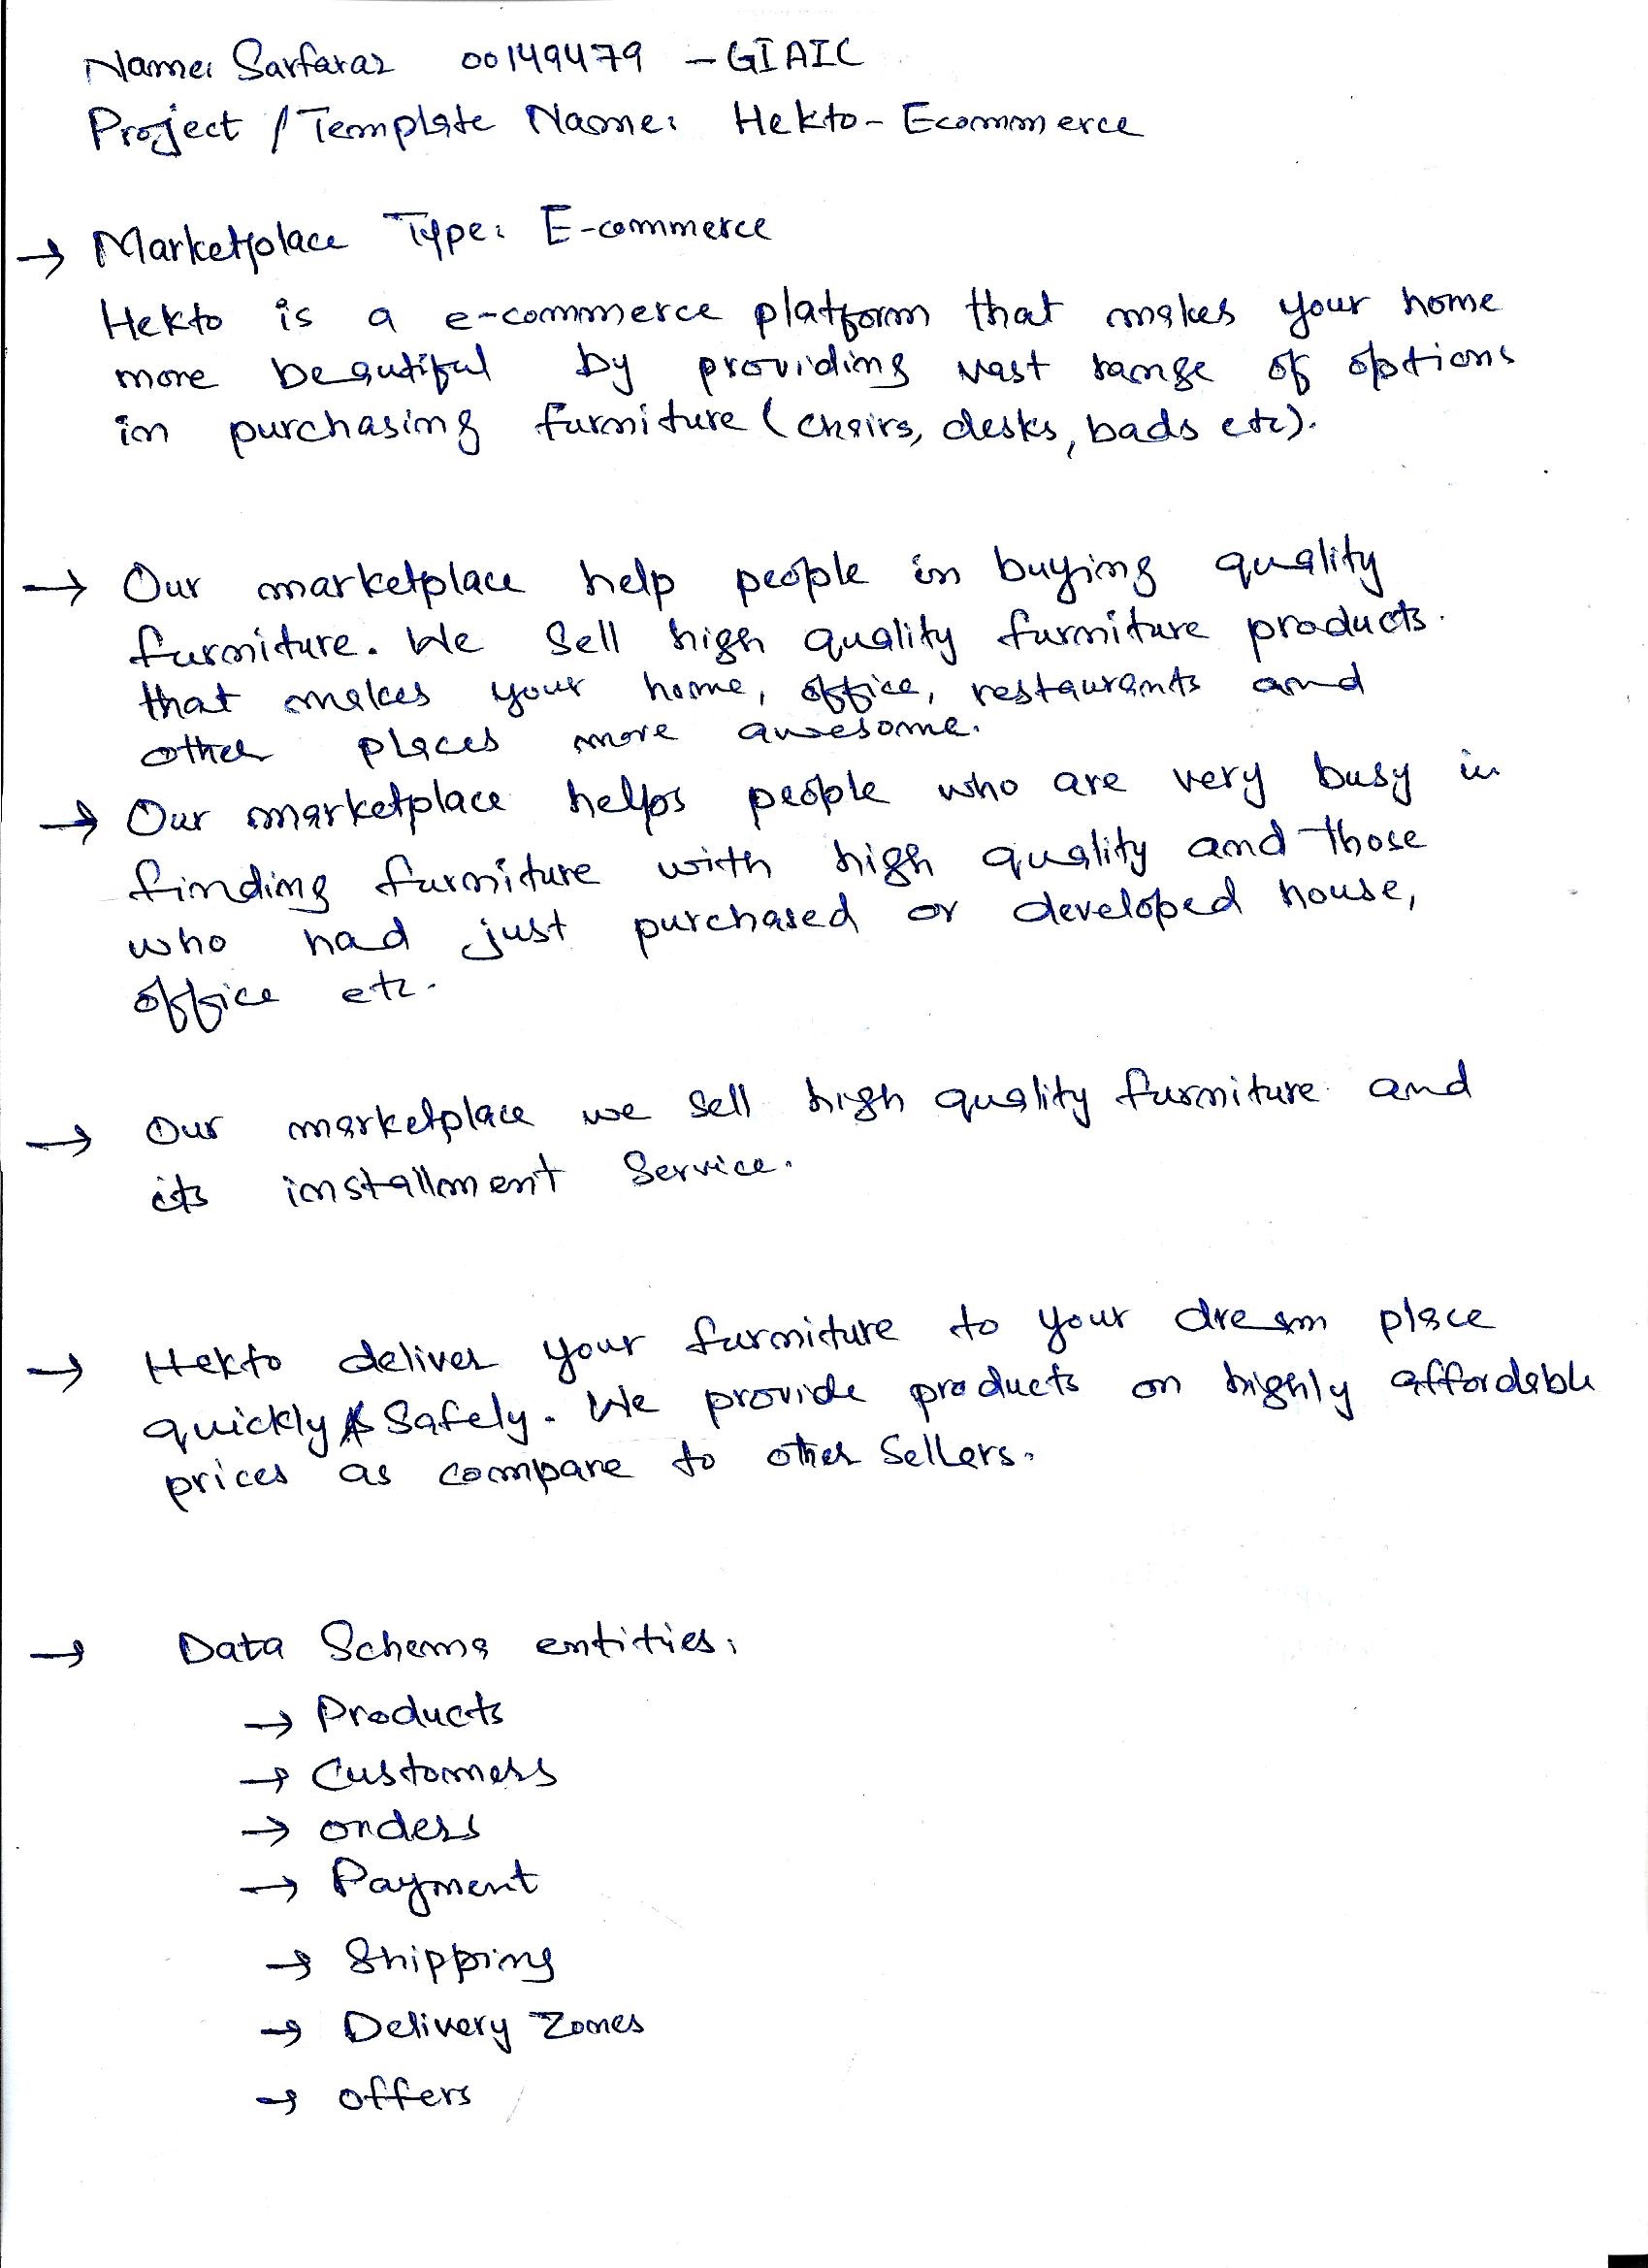 Name: Sarfaraz 00149479 - GIAIC
Project / Template Name: Hekto - Ecommerce
→ Marketplace Type: E-commerce
Hekto is a e-commerce platform that makes your home
more beautiful by providing vast range of options
in purchasing furniture (chairs, desks, bads etc).
→ Our marketplace help people in buying quality
furniture. We Sell high quality furniture products.
that makes your home, office, restaurants and
other places more awesome.
→ Our marketplace helps people who are very busy in
finding furniture with high quality and those
who had just purchased or developed house,
office etc.
→ Our marketplace we sell high quality furniture and
its installment Service.
→ Hekto deliver your furniture to your dream place
quickly & Safely. We provide products on highly affordable
prices as compare to other Sellers.
→ Data Schema entities:
→ Products
→ Customers
→ orders
→ Payment
→ Shipping
→ Delivery Zones
→ offers